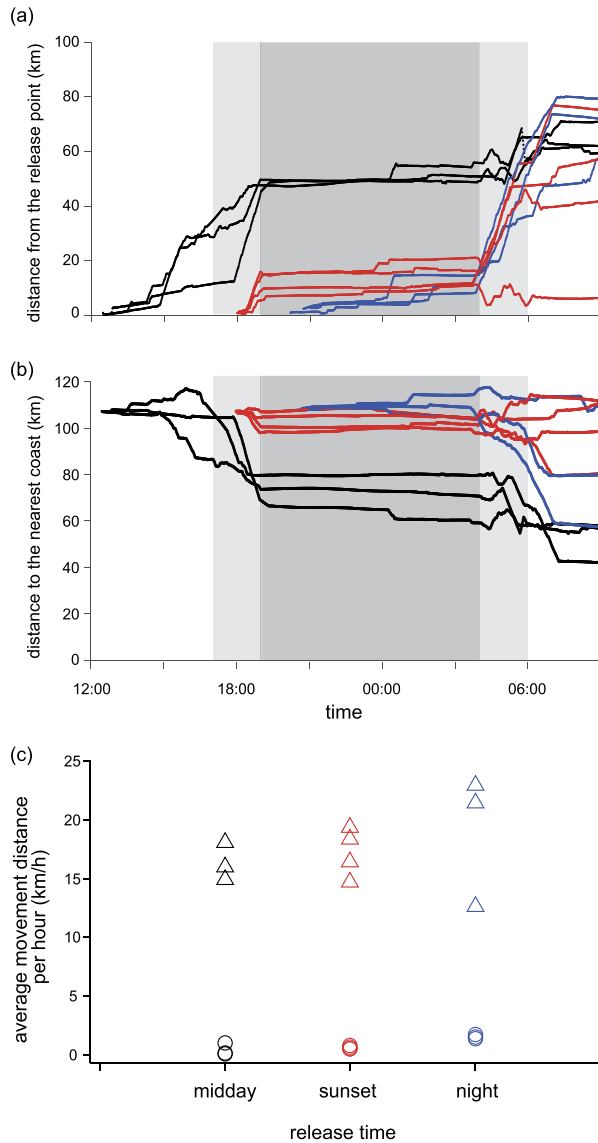 (a)
distance from the release point (km)
100
80
60
40
20
0
(b)
distance to the nearest coast (km)
120
100
80
60
40
20
0
12:00 18:00 00:00 06:00
time
(c)
average movement distance
per hour (km/h)
25
20
15
10
5
0
midday sunset night
release time